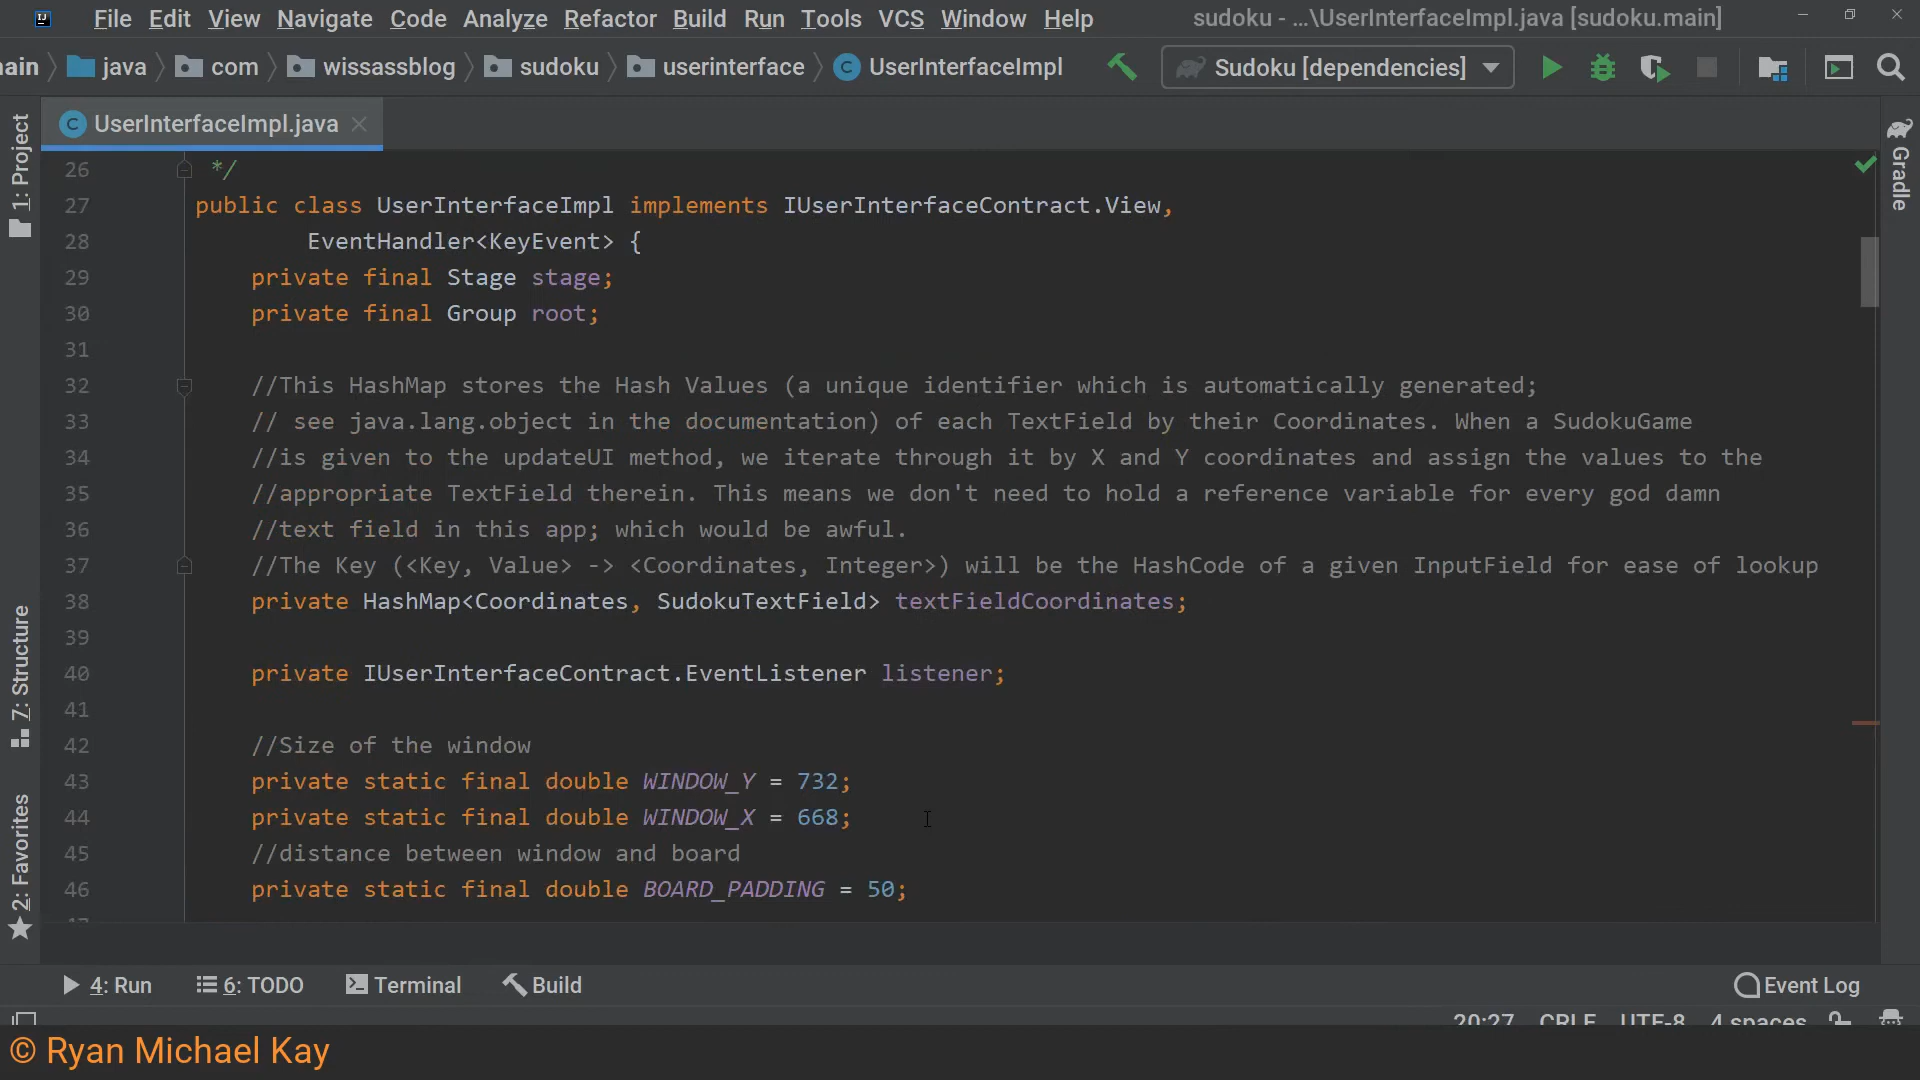 File Edit View Navigate Code Analyze Refactor Build Run Tools VCS Window Help sudoku - ...\UserInterfaceImpl.java [sudoku.main]
ain java com wissassblog sudoku userinterface C UserInterfaceImpl Sudoku [dependencies]
C UserInterfaceImpl.java
1: Project
7: Structure
2: Favorites
Gradle
26 */
27 public class UserInterfaceImpl implements IUserInterfaceContract.View,
28 EventHandler<KeyEvent> {
29 private final Stage stage;
30 private final Group root;
31
32 //This HashMap stores the Hash Values (a unique identifier which is automatically generated;
33 // see java.lang.object in the documentation) of each TextField by their Coordinates. When a SudokuGame
34 //is given to the updateUI method, we iterate through it by X and Y coordinates and assign the values to the
35 //appropriate TextField therein. This means we don't need to hold a reference variable for every god damn
36 //text field in this app; which would be awful.
37 //The Key (<Key, Value> -> <Coordinates, Integer>) will be the HashCode of a given InputField for ease of lookup
38 private HashMap<Coordinates, SudokuTextField> textFieldCoordinates;
39
40 private IUserInterfaceContract.EventListener listener;
41
42 //Size of the window
43 private static final double WINDOW_Y = 732;
44 private static final double WINDOW_X = 668;
45 //distance between window and board
46 private static final double BOARD_PADDING = 50;
4: Run 6: TODO Terminal Build Event Log
20:27 CRLF UTF-8 4 spaces
© Ryan Michael Kay